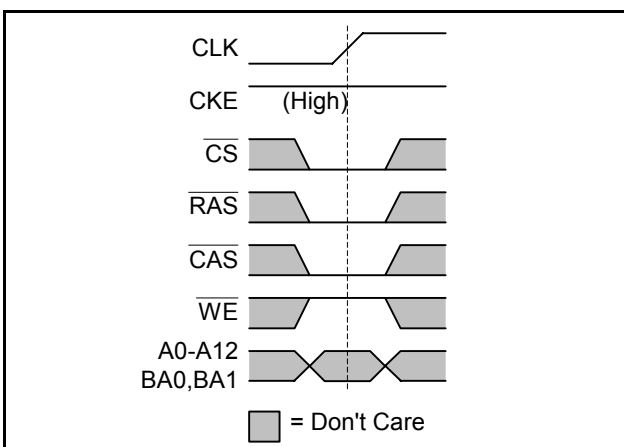 CLK
CKE (High)
CS
RAS
CAS
WE
A0-A12
BA0,BA1
= Don't Care